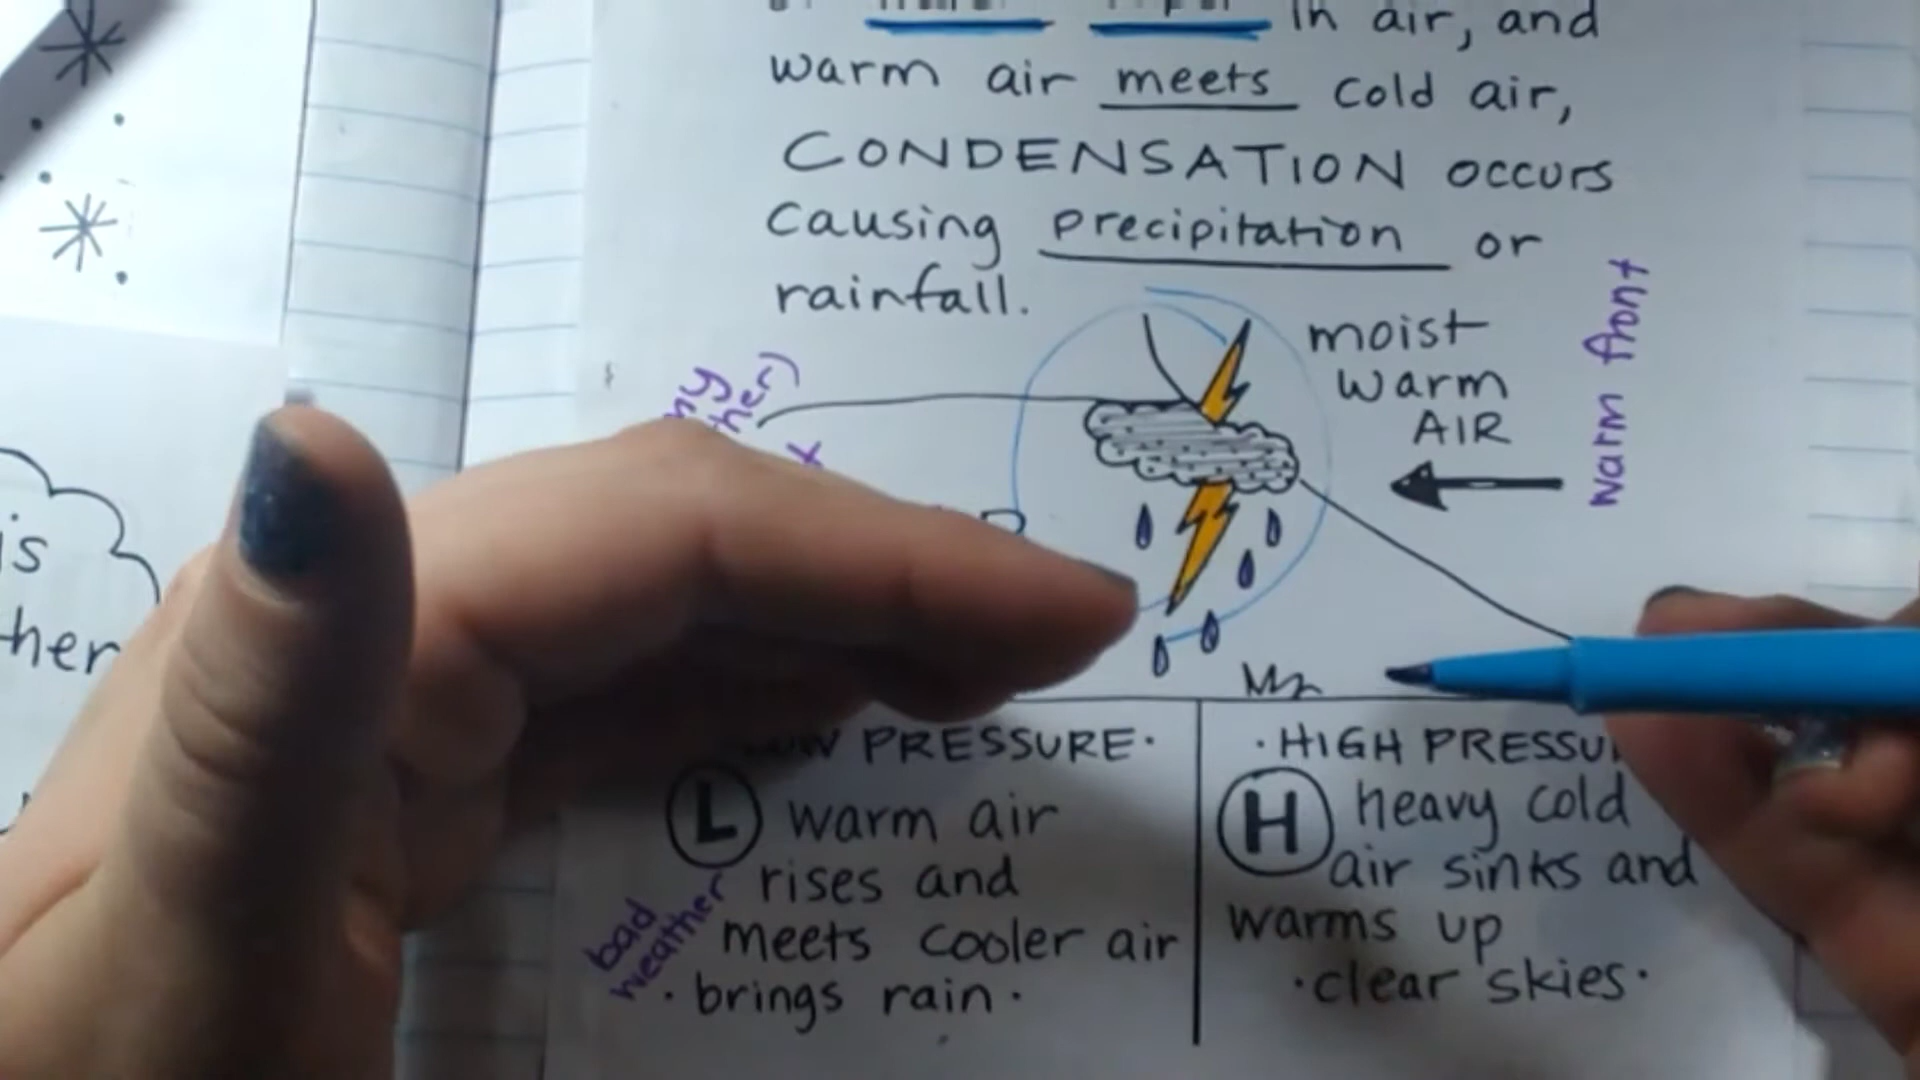 in air, and
warm air meets cold air,
CONDENSATION occurs
causing precipitation or
rainfall.
moist
warm
AIR
warm front
is
PRESSURE·
L warm air
rises and
meets cooler air
· brings rain ·
bad
weather
· HIGH
H heavy cold
air sinks and
warms up
· clear skies ·